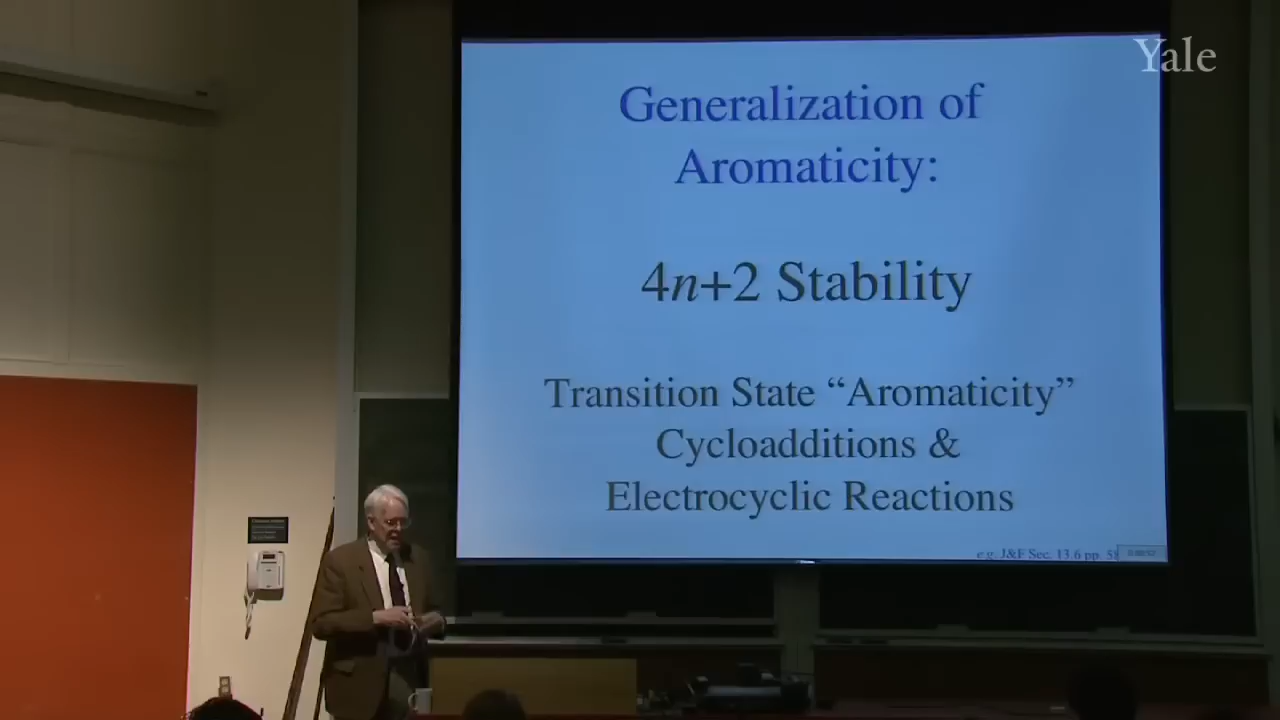 Yale
Generalization of
Aromaticity:
4n+2 Stability
Transition State “Aromaticity”
Cycloadditions &
Electrocyclic Reactions
e.g. J&F Sec. 13.6 pp.